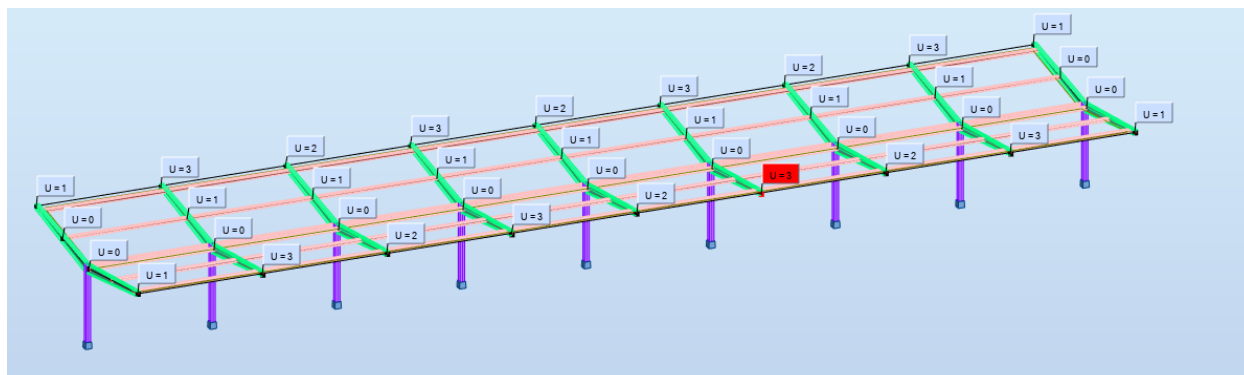 U = 1
U = 3
U = 2
U = 3
U = 2
U = 3
U = 2
U = 3
U = 1
U = 0
U = 1
U = 1
U = 1
U = 1
U = 1
U = 1
U = 1
U = 0
U = 0
U = 0
U = 0
U = 0
U = 0
U = 0
U = 0
U = 0
U = 0
U = 1
U = 3
U = 2
U = 3
U = 2
U = 3
U = 2
U = 3
U = 1